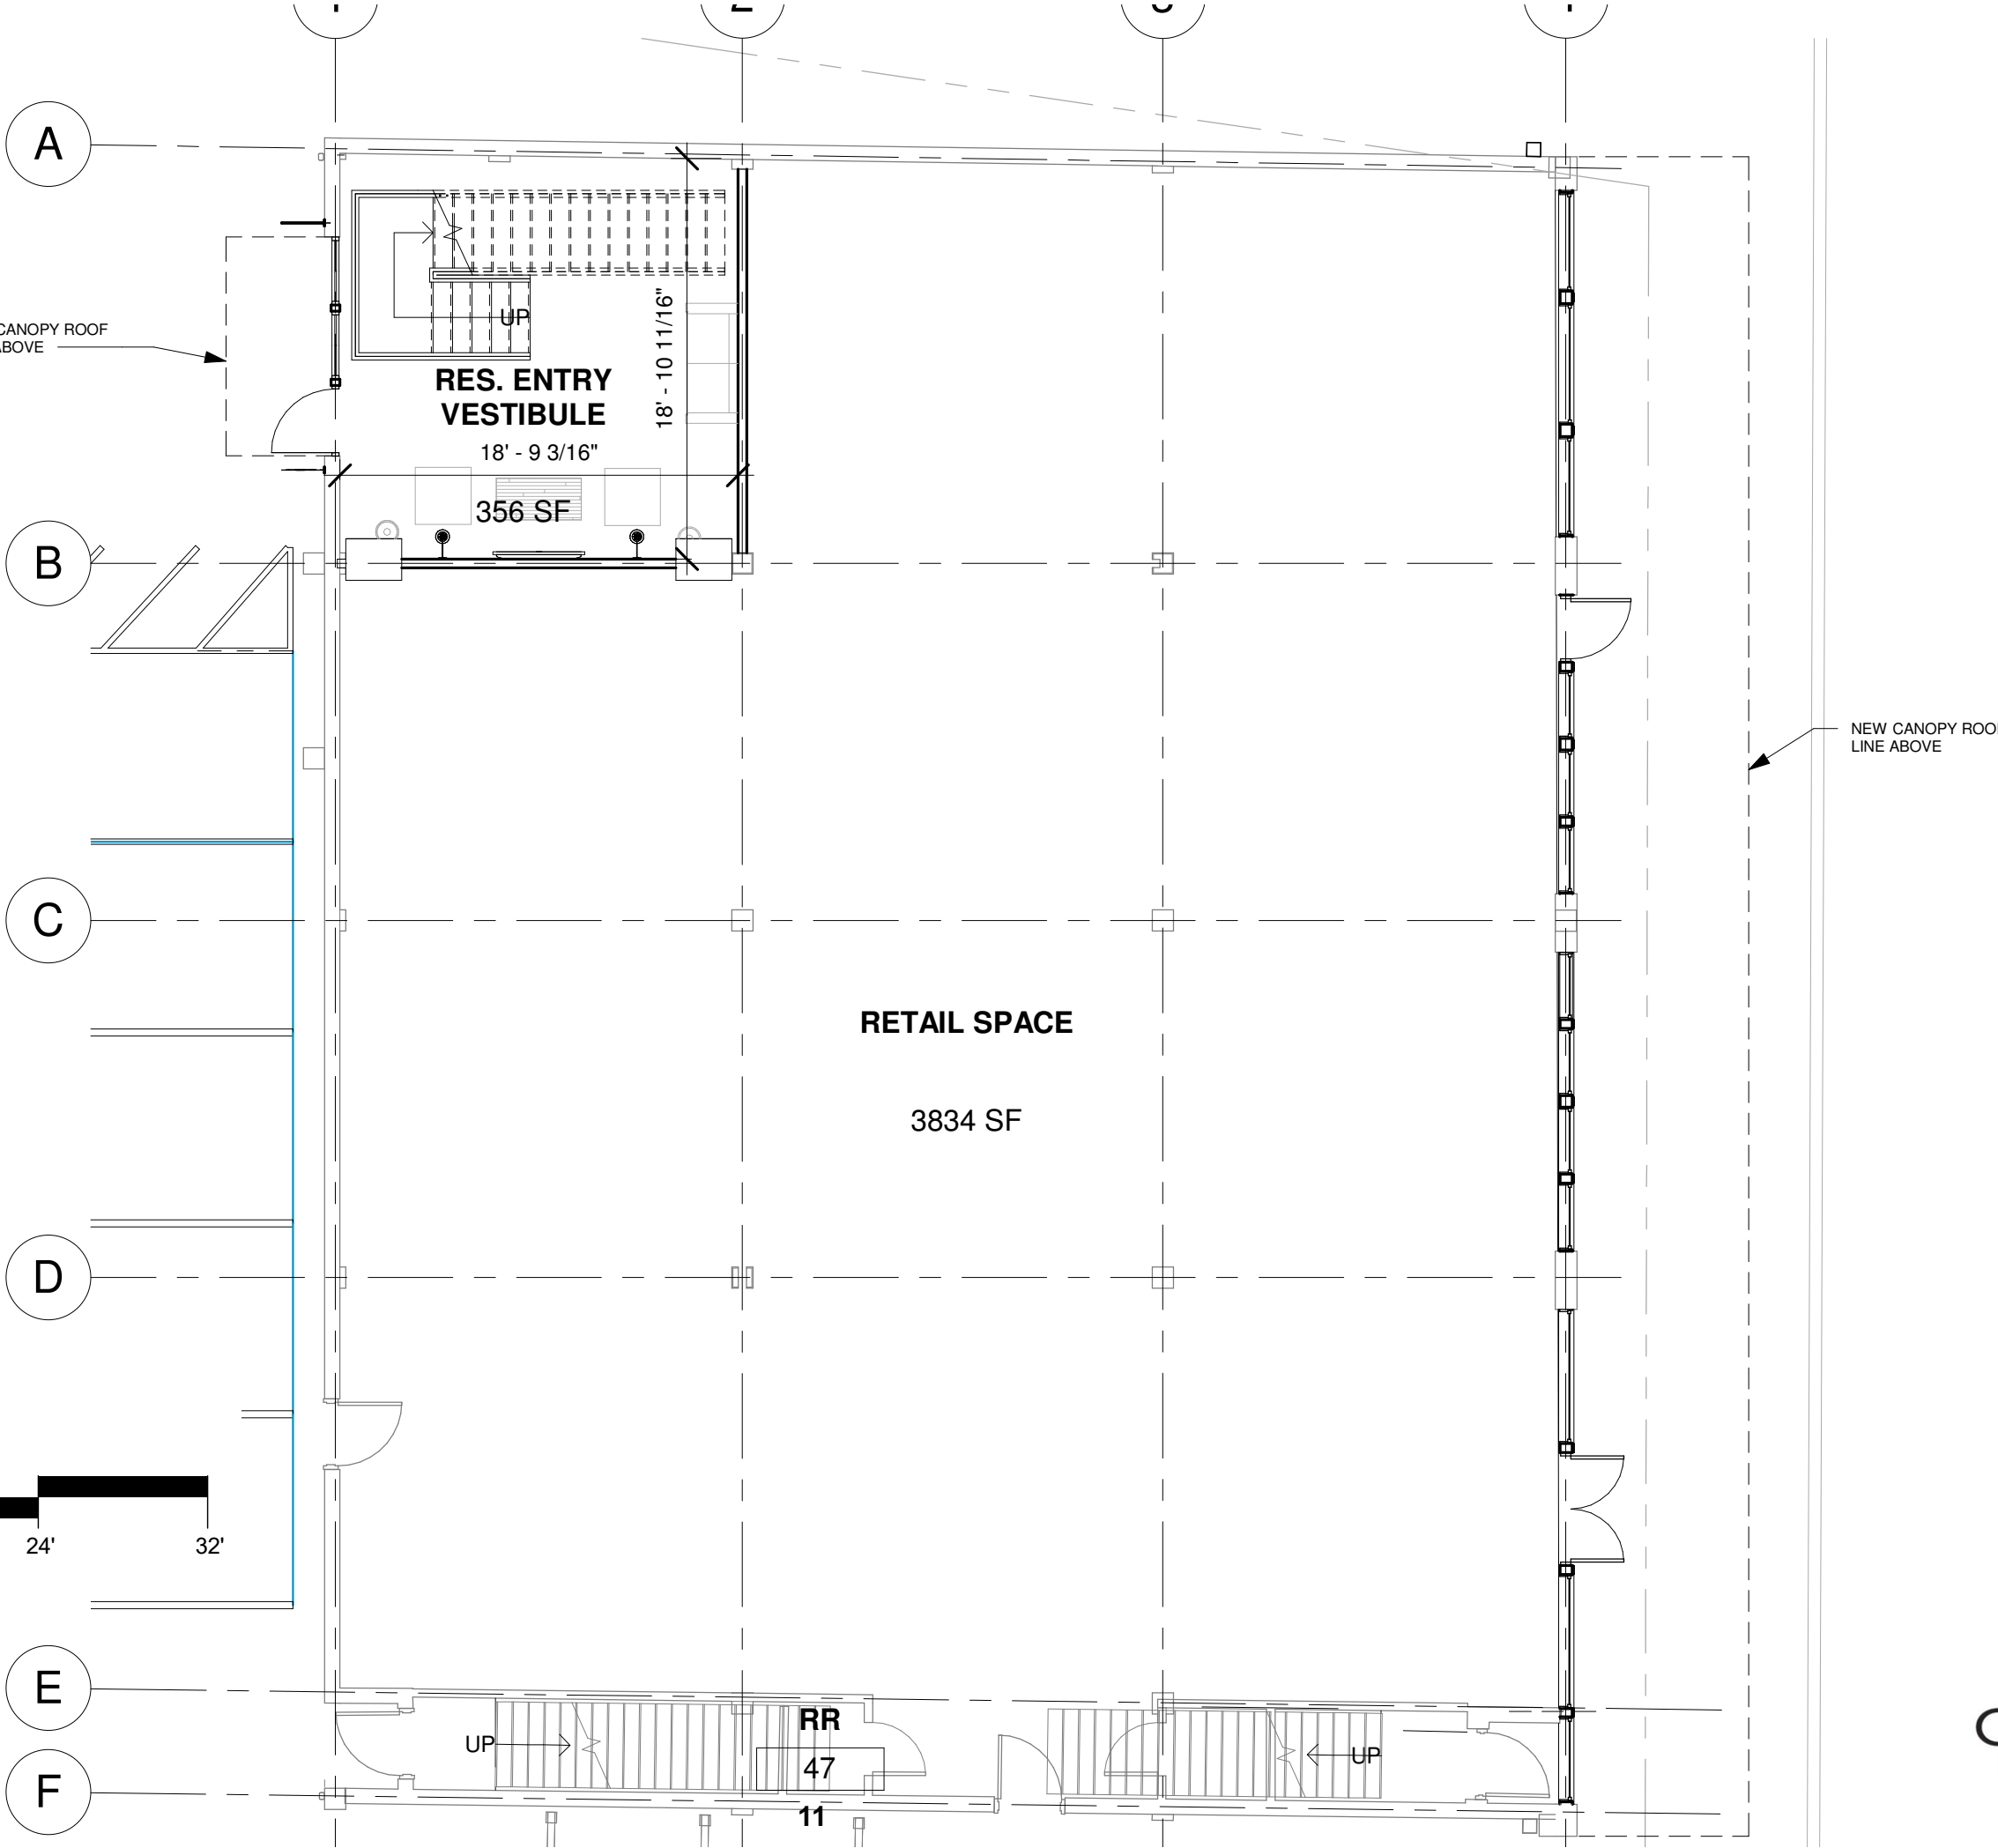 A
CANOPY ROOF
ABOVE
UP
18' - 10 11/16"
RES. ENTRY
VESTIBULE
18' - 9 3/16"
356 SF
B
NEW CANOPY ROO
LINE ABOVE
C
RETAIL SPACE
3834 SF
D
24' 32'
E
RR
UP
47
UP
F
11